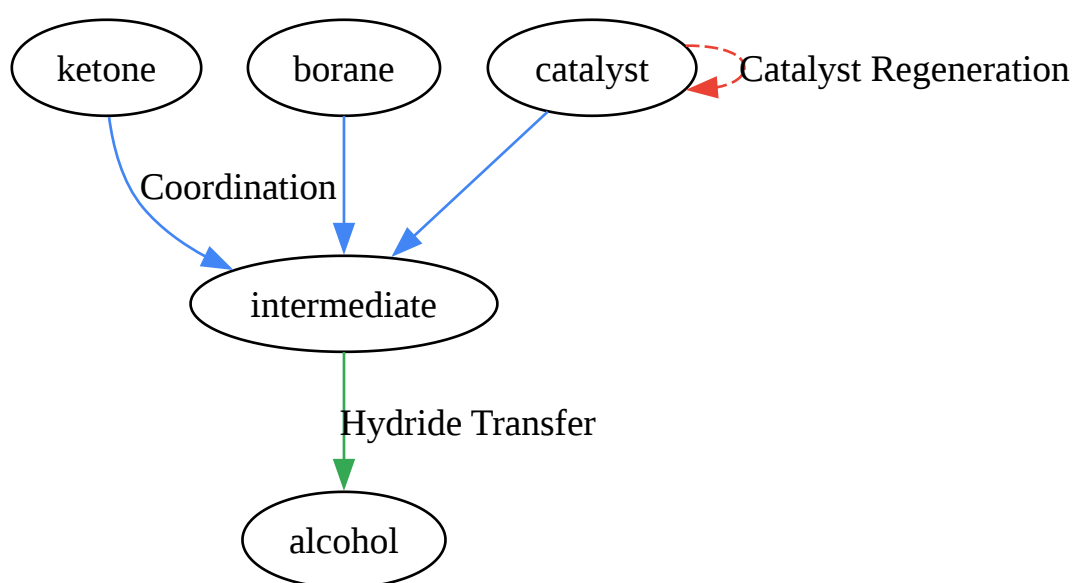 ketone
borane
catalyst
Catalyst Regeneration
Coordination
intermediate
Hydride Transfer
alcohol